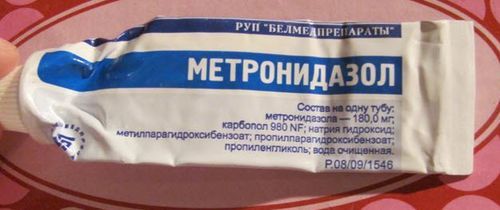 РУП "БЕЛМЕДПРЕПАРАТЫ"
МЕТРОНИДАЗОЛ
Состав на одну тубу:
метронидазола — 180,0 мг;
карбопол 980 NF; натрия гидроксид;
метилпарагидроксибензоат; пропилпарагидроксибензоат;
пропиленгликоль; вода очищенная.
Р.08/09/1546